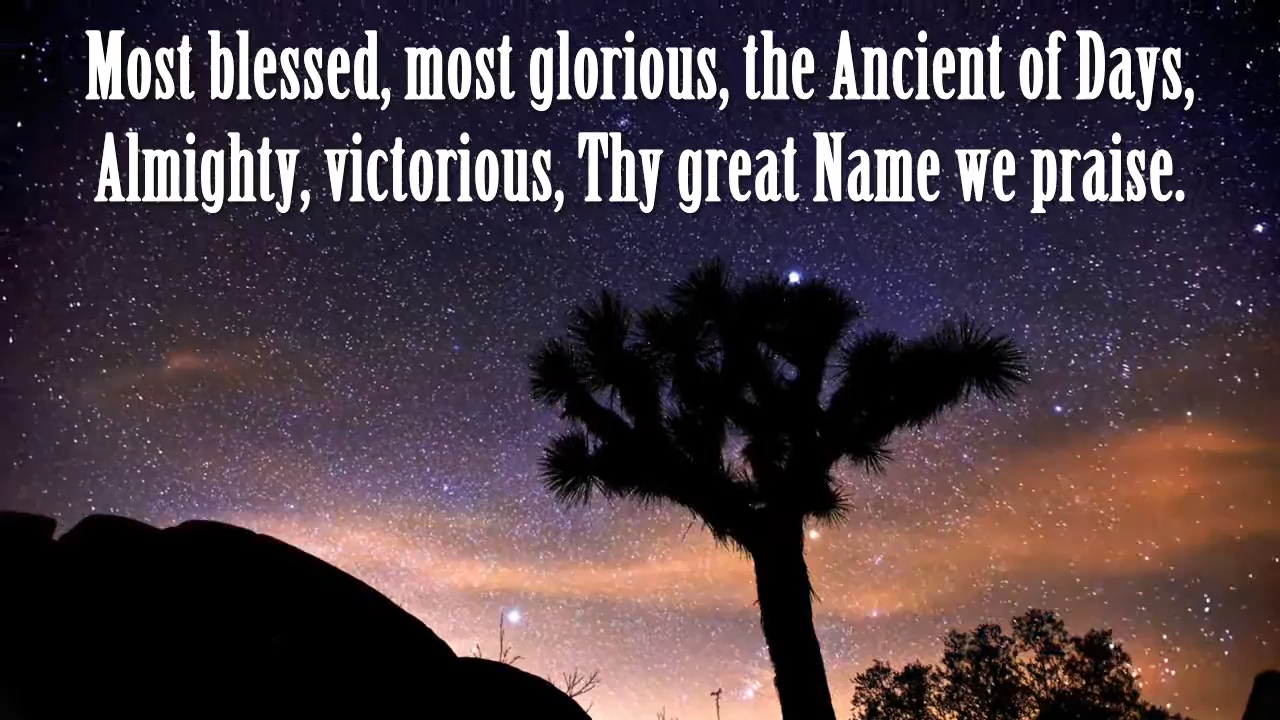 Most blessed, most glorious, the Ancient of Days,
Almighty, victorious, Thy great Name we praise.